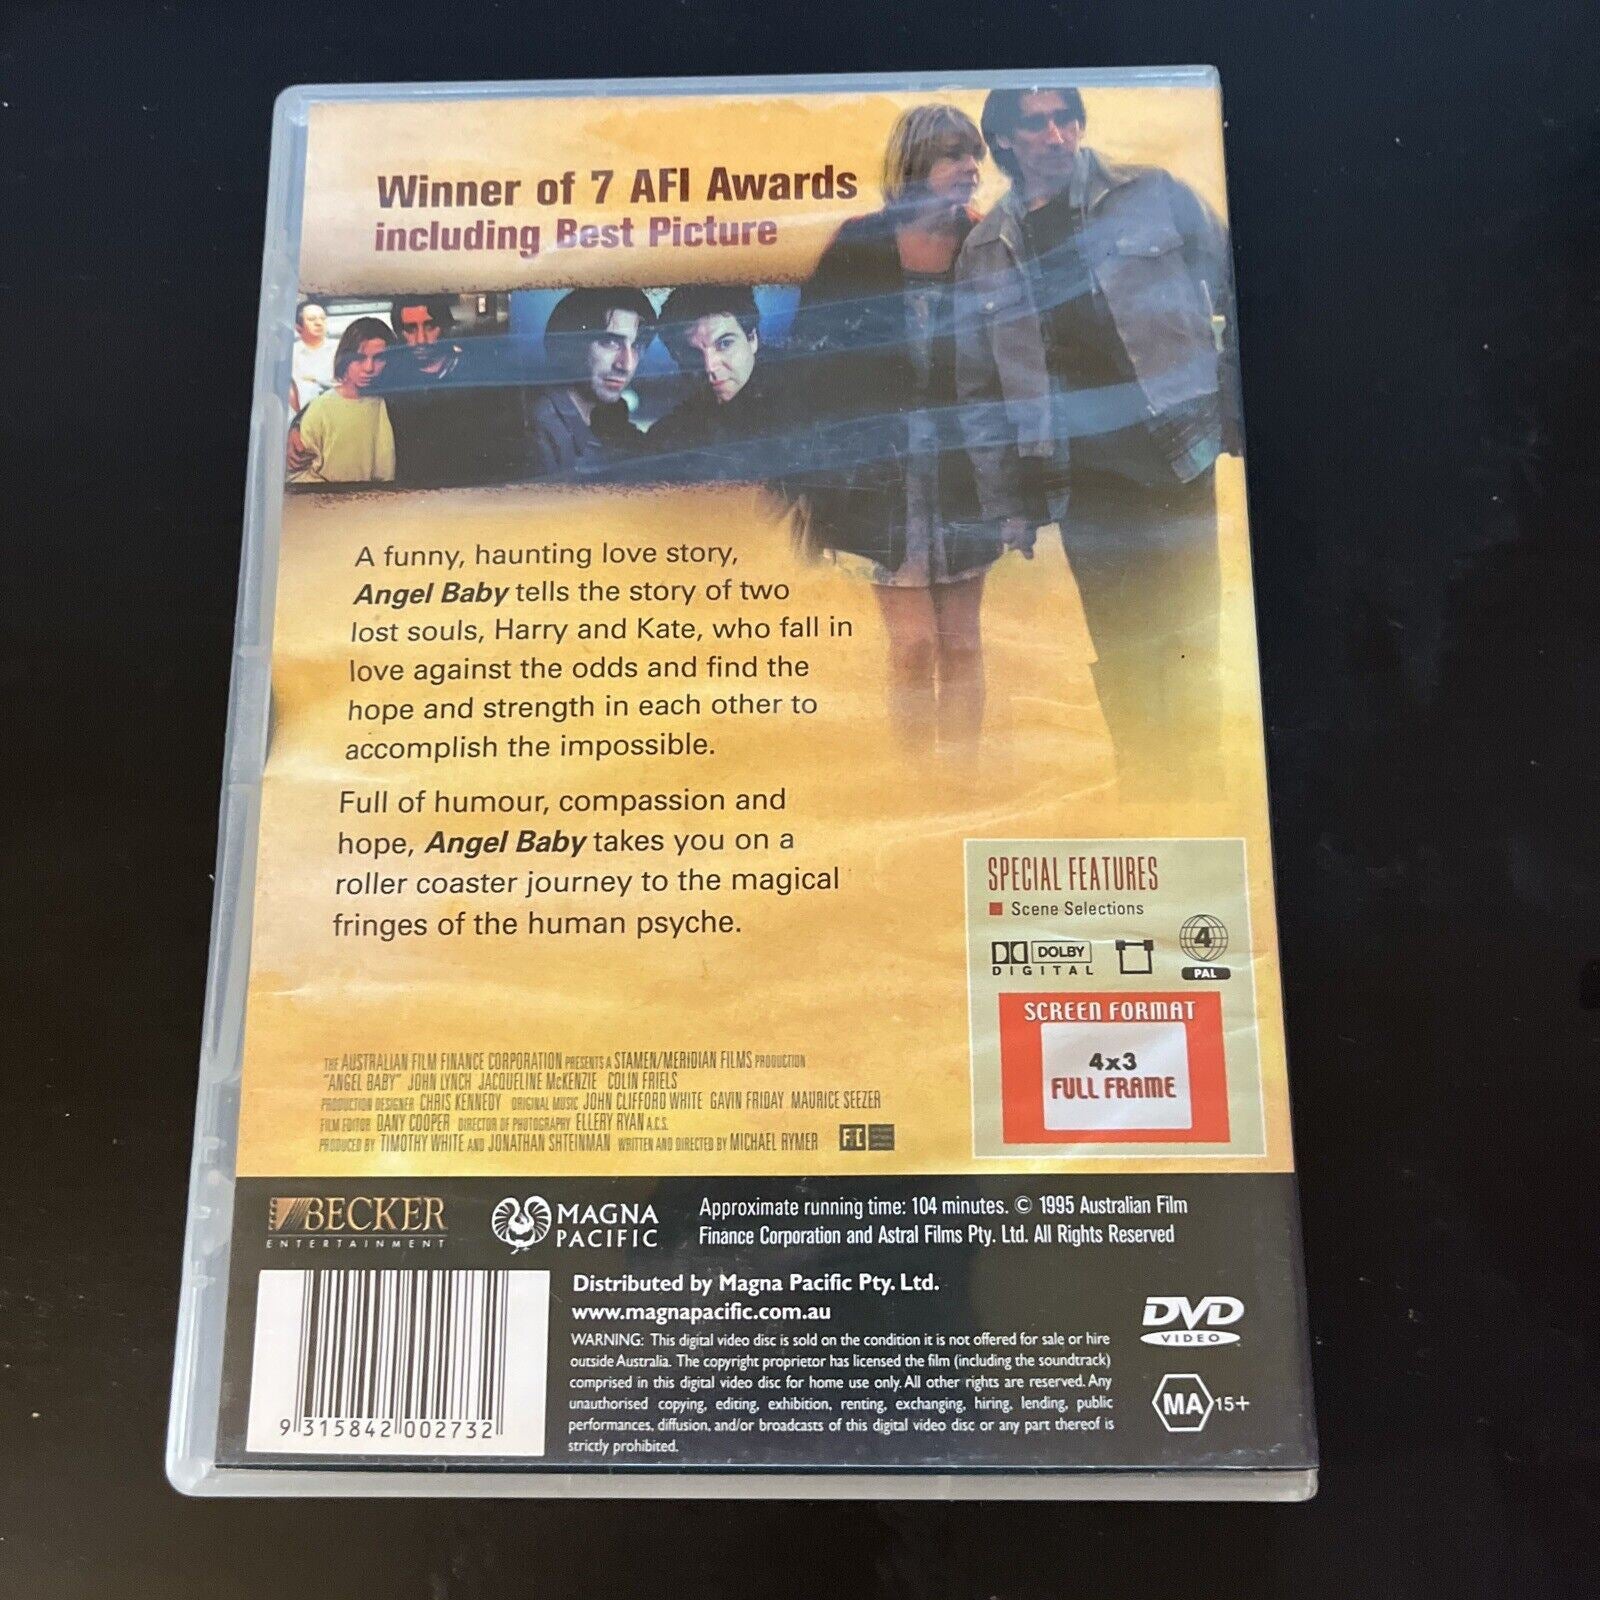 Winner of 7 AFI Awards
including Best Picture
A funny, haunting love story,
Angel Baby tells the story of two
lost souls, Harry and Kate, who fall in
love against the odds and find the
hope and strength in each other to
accomplish the impossible.
Full of humour, compassion and
hope, Angel Baby takes you on a
roller coaster journey to the magical
fringes of the human psyche.
SPECIAL FEATURES
Scene Selections
DOLBY
DIGITAL
4
PAL
SCREEN FORMAT
4x3
FULL FRAME
THE AUSTRALIAN FILM FINANCE CORPORATION PRESENTS A STAMEN/MERIDIAN FILMS PRODUCTION
"ANGEL BABY" JOHN LYNCH JACQUELINE McKENZIE COLIN FRIELS
PRODUCTION DESIGNER CHRIS KENNEDY ORIGINAL MUSIC JOHN CLIFFORD WHITE GAVIN FRIDAY MAURICE SEEZER
FILM EDITOR DANY COOPER DIRECTOR OF PHOTOGRAPHY ELLERY RYAN A.C.S.
PRODUCED BY TIMOTHY WHITE AND JONATHAN SHTEINMAN WRITTEN AND DIRECTED BY MICHAEL RYMER
BECKER
ENTERTAINMENT
MAGNA
PACIFIC
Approximate running time: 104 minutes. © 1995 Australian Film
Finance Corporation and Astral Films Pty. Ltd. All Rights Reserved
Distributed by Magna Pacific Pty. Ltd.
www.magnapacific.com.au
WARNING: This digital video disc is sold on the condition it is not offered for sale or hire
outside Australia. The copyright proprietor has licensed the film (including the soundtrack)
comprised in this digital video disc for home use only. All other rights are reserved. Any
unauthorised copying, editing, exhibition, renting, exchanging, hiring, lending, public
performances, diffusion, and/or broadcasts of this digital video disc or any part thereof is
strictly prohibited.
DVD
VIDEO
MA 15+
9 315842 002732